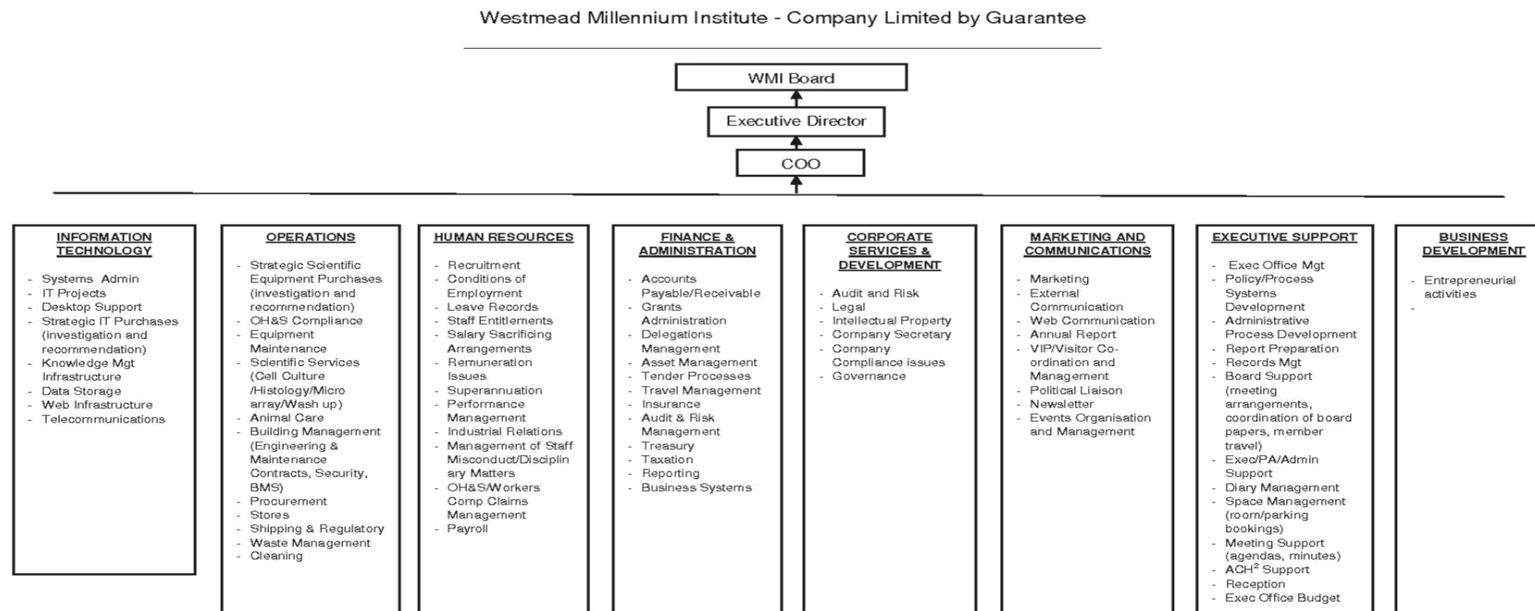 Westmead Millennium Institute - Company Limited by Guarantee
WMI Board
Executive Director
COO
INFORMATION
TECHNOLOGY
- Systems Admin
- IT Projects
- Desktop Support
- Strategic IT Purchases
(investigation and
recommendation)
- Knowledge Mgt
Infrastructure
- Data Storage
- Web Infrastructure
- Telecommunications
OPERATIONS
- Strategic Scientific
Equipment Purchases
(investigation and
recommendation)
- OH&S Compliance
- Equipment
Maintenance
- Scientific Services
(Cell Culture
/Histology/Micro
array/Wash up)
- Animal Care
- Building Management
(Engineering &
Maintenance
Contracts, Security,
BMS)
- Procurement
- Stores
- Shipping & Regulatory
- Waste Management
- Cleaning
HUMAN RESOURCES
- Recruitment
- Conditions of
Employment
- Leave Records
- Staff Entitlements
- Salary Sacrificing
Arrangements
- Remuneration
Issues
- Superannuation
- Performance
Management
- Industrial Relations
- Management of Staff
Misconduct/Disciplin
ary Matters
- OH&S/Workers
Comp Claims
Management
- Payroll
FINANCE &
ADMINISTRATION
- Accounts
Payable/Receivable
- Grants
Administration
- Delegations
Management
- Asset Management
- Tender Processes
- Travel Management
- Insurance
- Audit & Risk
Management
- Treasury
- Taxation
- Reporting
- Business Systems
CORPORATE
SERVICES &
DEVELOPMENT
- Audit and Risk
- Legal
- Intellectual Property
- Company Secretary
- Company
Compliance issues
- Governance
MARKETING AND
COMMUNICATIONS
- Marketing
- External
Communication
- Web Communication
- Annual Report
- VIP/Visitor Co-
ordination and
Management
- Political Liaison
- Newsletter
- Events Organisation
and Management
EXECUTIVE SUPPORT
- Exec Office Mgt
- Policy/Process
Systems
Development
- Administrative
Process Development
- Report Preparation
- Records Mgt
- Board Support
(meeting
arrangements,
coordination of board
papers, member
travel)
- Exec/PA/Admin
Support
- Diary Management
- Space Management
(room/parking
bookings)
- Meeting Support
(agendas, minutes)
- ACH² Support
- Reception
- Exec Office Budget
BUSINESS
DEVELOPMENT
- Entrepreneurial
activities
-
-